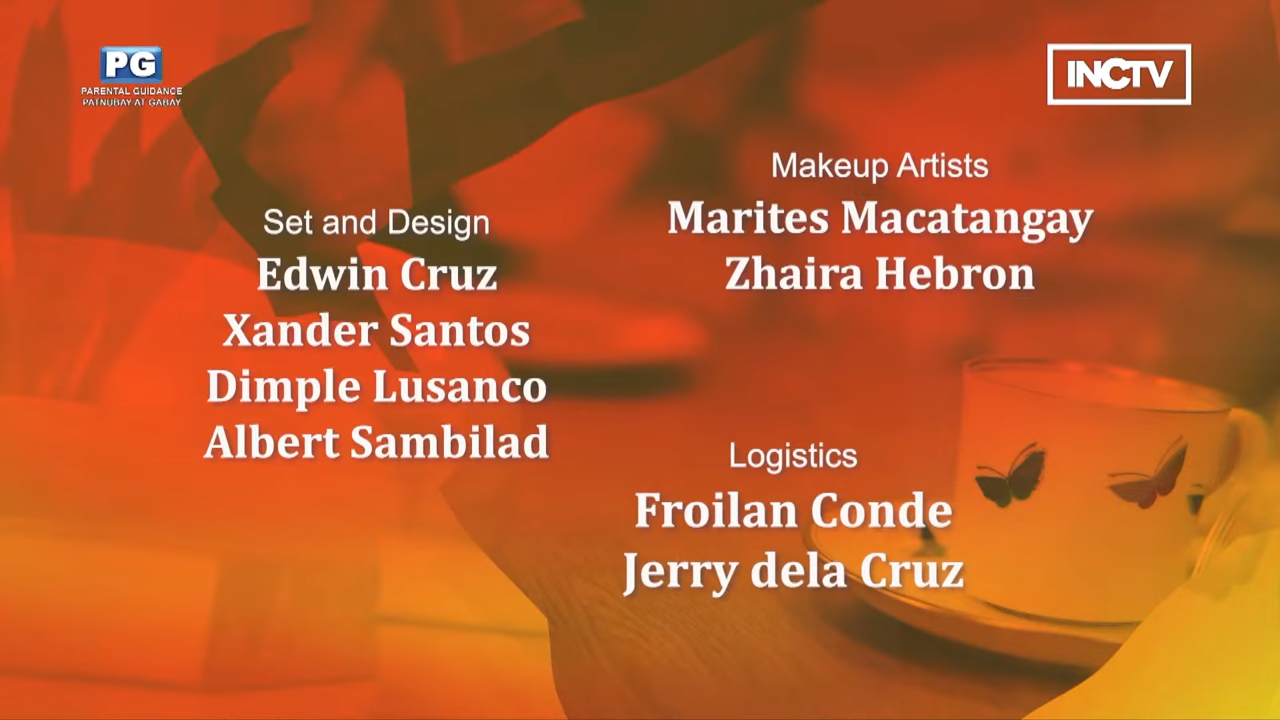 PG
PARENTAL GUIDANCE
PATNUBAY AT GABAY
INCTV
Set and Design
Edwin Cruz
Xander Santos
Dimple Lusanco
Albert Sambilad
Makeup Artists
Marites Macatangay
Zhaira Hebron
Logistics
Froilan Conde
Jerry dela Cruz